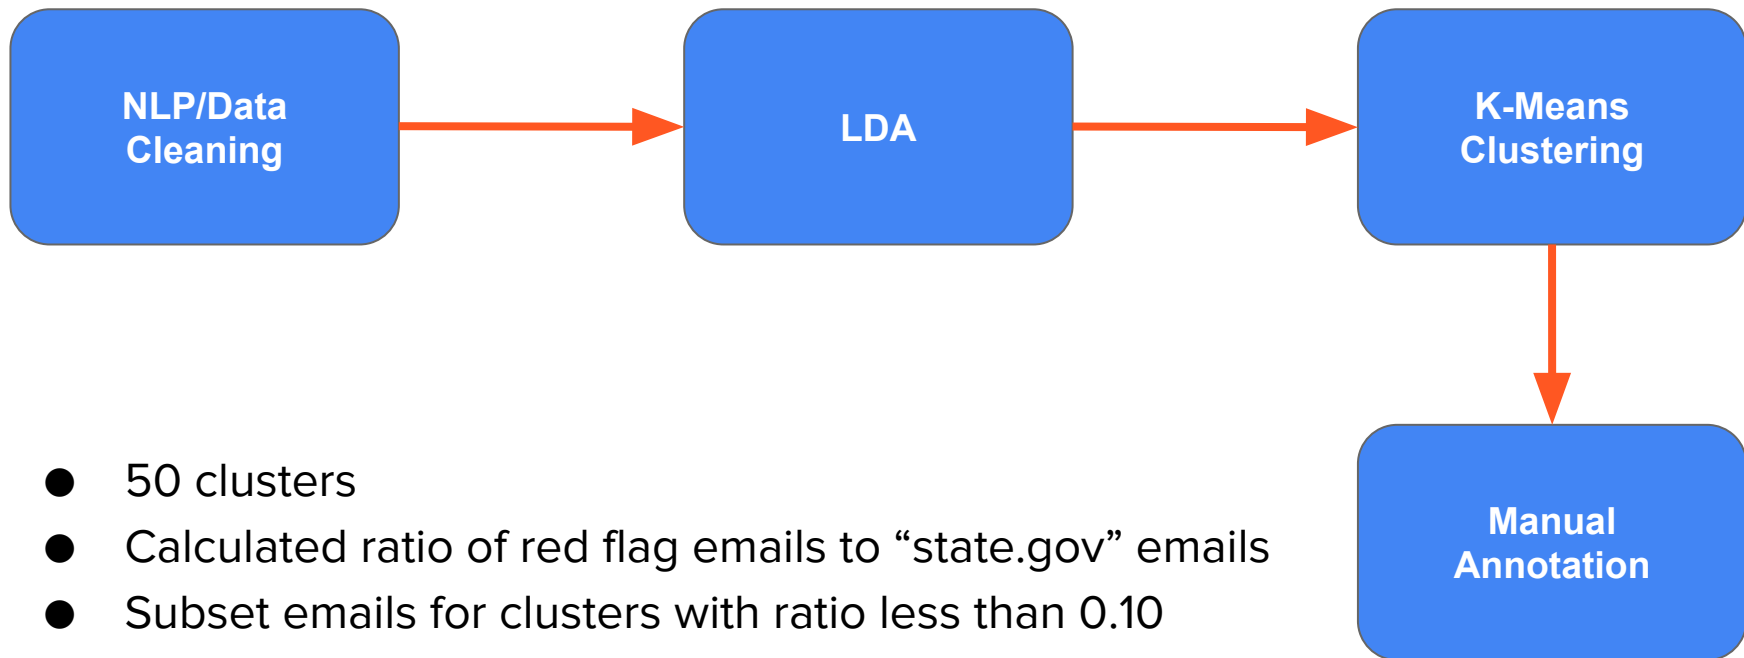 NLP/Data
Cleaning
LDA
K-Means
Clustering
Manual
Annotation
● 50 clusters
● Calculated ratio of red flag emails to “state.gov” emails
● Subset emails for clusters with ratio less than 0.10